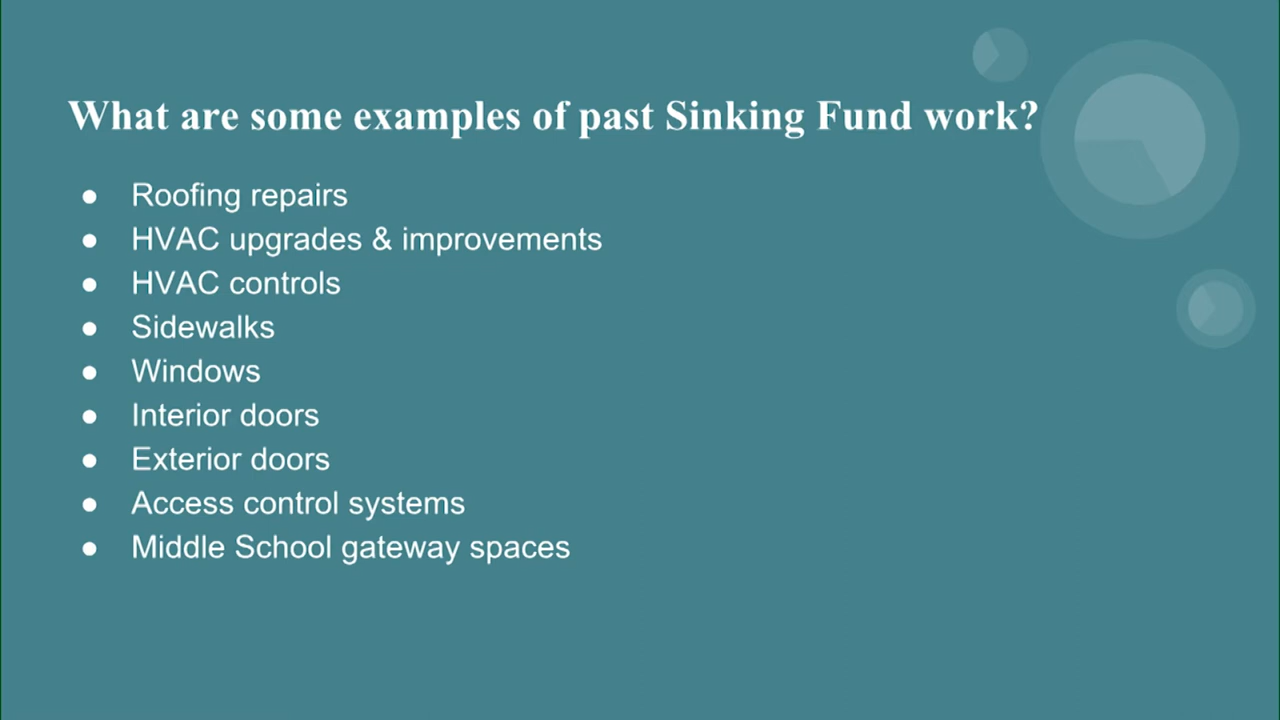 What are some examples of past Sinking Fund work?
● Roofing repairs
● HVAC upgrades & improvements
● HVAC controls
● Sidewalks
● Windows
● Interior doors
● Exterior doors
● Access control systems
● Middle School gateway spaces